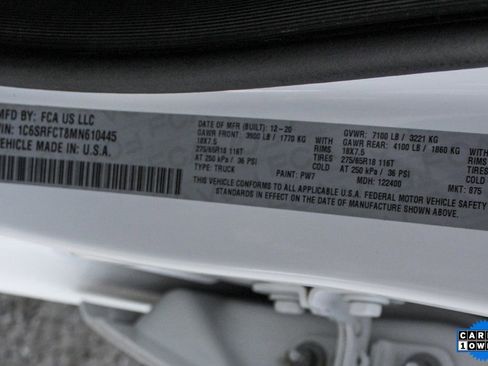 MFD BY: FCA US LLC
VIN: 1C6SRFCT8MN610445
VEHICLE MADE IN: U.S.A.
DATE OF MFR (BUILT): 12-20
GAWR FRONT: 3900 LB / 1770 KG WITH
18X7.5 RIMS
275/65R18 116T TIRES
AT 250 kPa / 36 PSI COLD
TYPE: TRUCK
GVWR: 7100 LB / 3221 KG
GAWR REAR: 4100 LB / 1860 KG WITH
18X7.5 RIMS
275/65R18 116T TIRES
AT 250 kPa / 36 PSI COLD
PAINT: PW7 MDH: 122400 MKT: 875
THIS VEHICLE CONFORMS TO ALL APPLICABLE U.S.A. FEDERAL MOTOR VEHICLE SAFETY
STANDARDS IN EFFECT ON THE DATE OF MANUFACTURE SHOWN ABOVE.
1